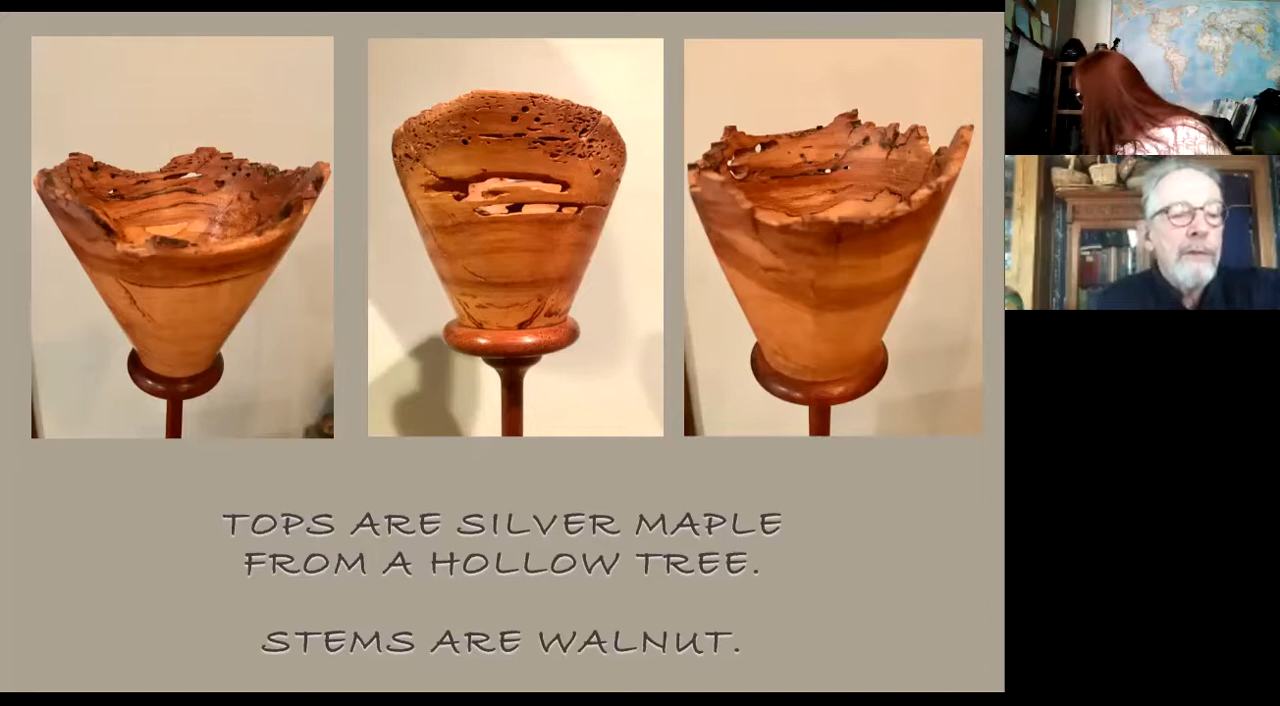 TOPS ARE SILVER MAPLE
FROM A HOLLOW TREE.
STEMS ARE WALNUT.